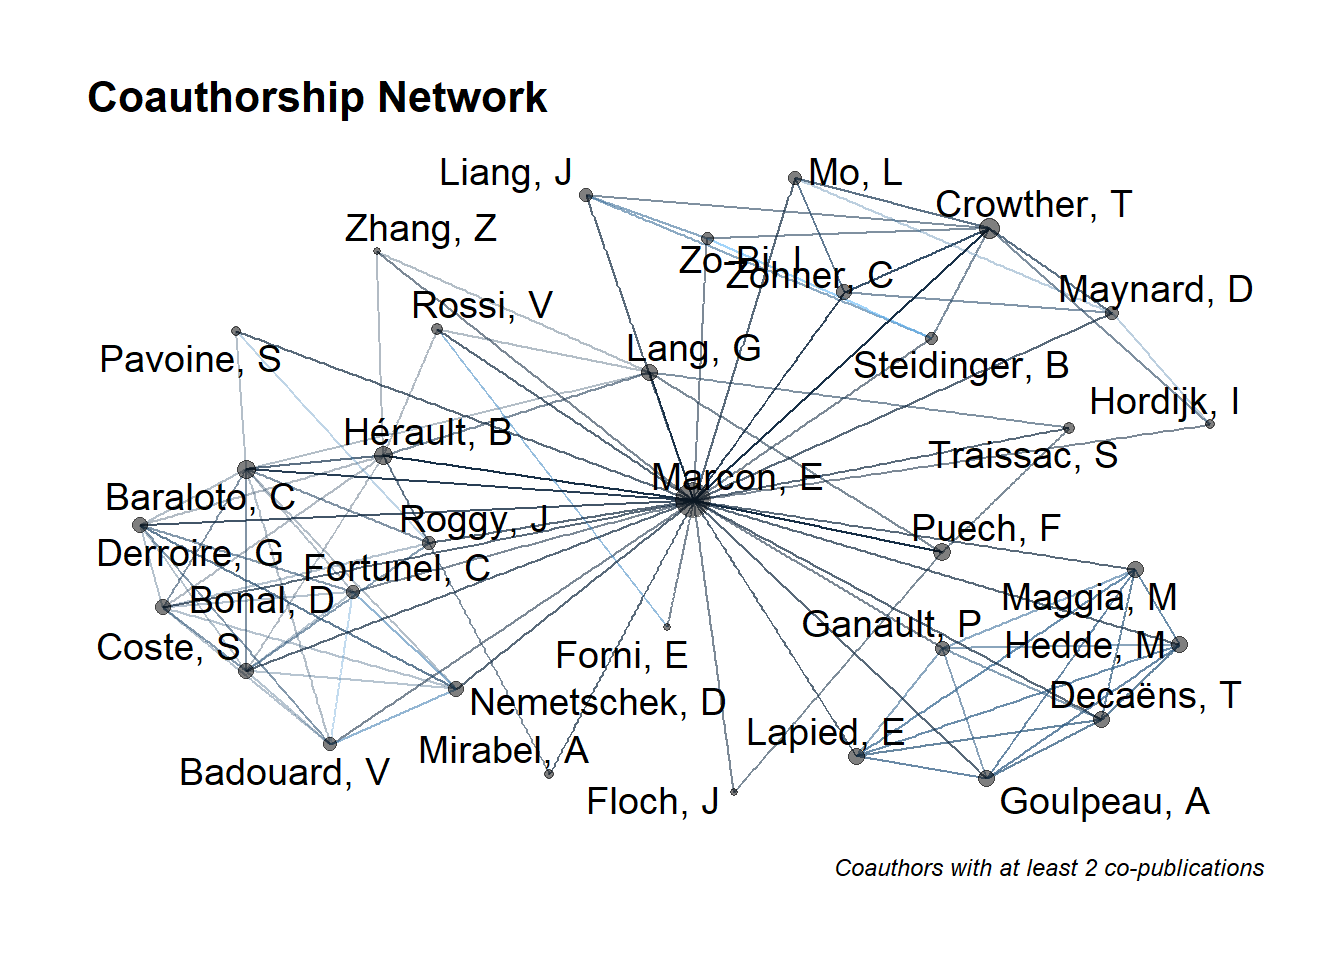 Coauthorship Network
Liang, J
Mo, L
Crowther, T
Zhang, Z
Zo-Bi, I
Zohner, C
Maynard, D
Rossi, V
Pavoine, S
Lang, G
Steidinger, B
Hordijk, I
Hérault, B
Traissac, S
Marcon, E
Baraloto, C
Roggy, J
Puech, F
Derroire, G
Fortunel, C
Bonal, D
Maggia, M
Ganault, P
Coste, S
Hedde, M
Forni, E
Nemetschek, D
Decaëns, T
Mirabel, A
Lapied, E
Badouard, V
Floch, J
Goulpeau, A
Coauthors with at least 2 co-publications